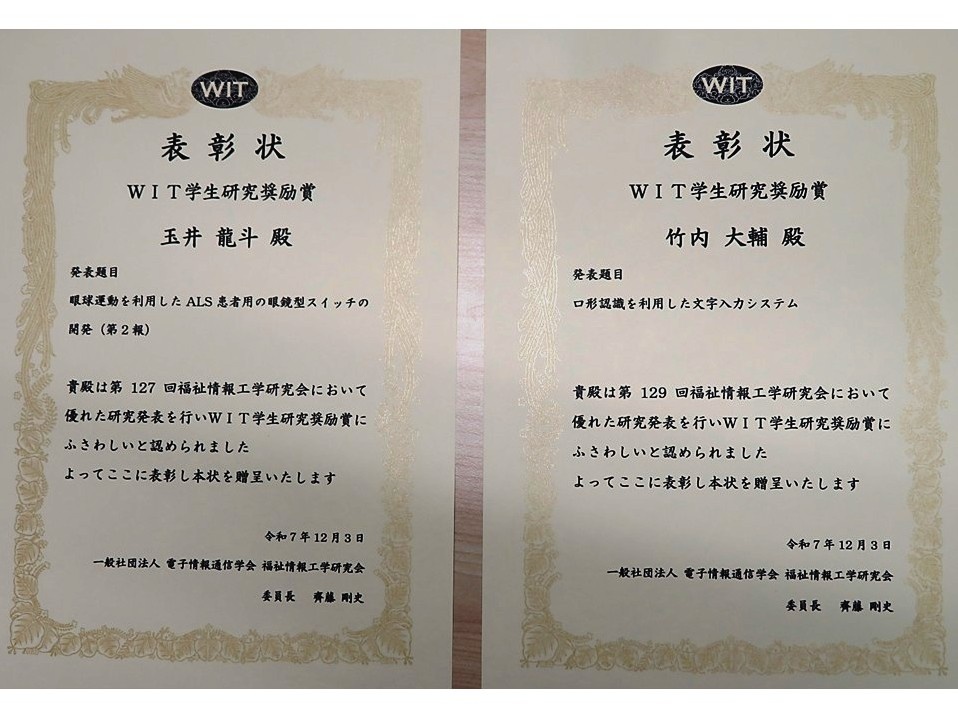 WIT
表彰状
WIT学生研究奨励賞
玉井 龍斗 殿
発表題目
眼球運動を利用したALS患者用の眼鏡型スイッチの
開発(第2報)
貴殿は第 127 回福祉情報工学研究会において
優れた研究発表を行いWIT学生研究奨励賞に
ふさわしいと認められました
よってここに表彰し本状を贈呈いたします
令和7年12月3日
一般社団法人 電子情報通信学会 福祉情報工学研究会
委員長 齊藤 剛史
WIT
表彰状
WIT学生研究奨励賞
竹内 大輔 殿
発表題目
口形認識を利用した文字入力システム
貴殿は第 129 回福祉情報工学研究会において
優れた研究発表を行いWIT学生研究奨励賞に
ふさわしいと認められました
よってここに表彰し本状を贈呈いたします
令和7年12月3日
一般社団法人 電子情報通信学会 福祉情報工学研究会
委員長 齊藤 剛史